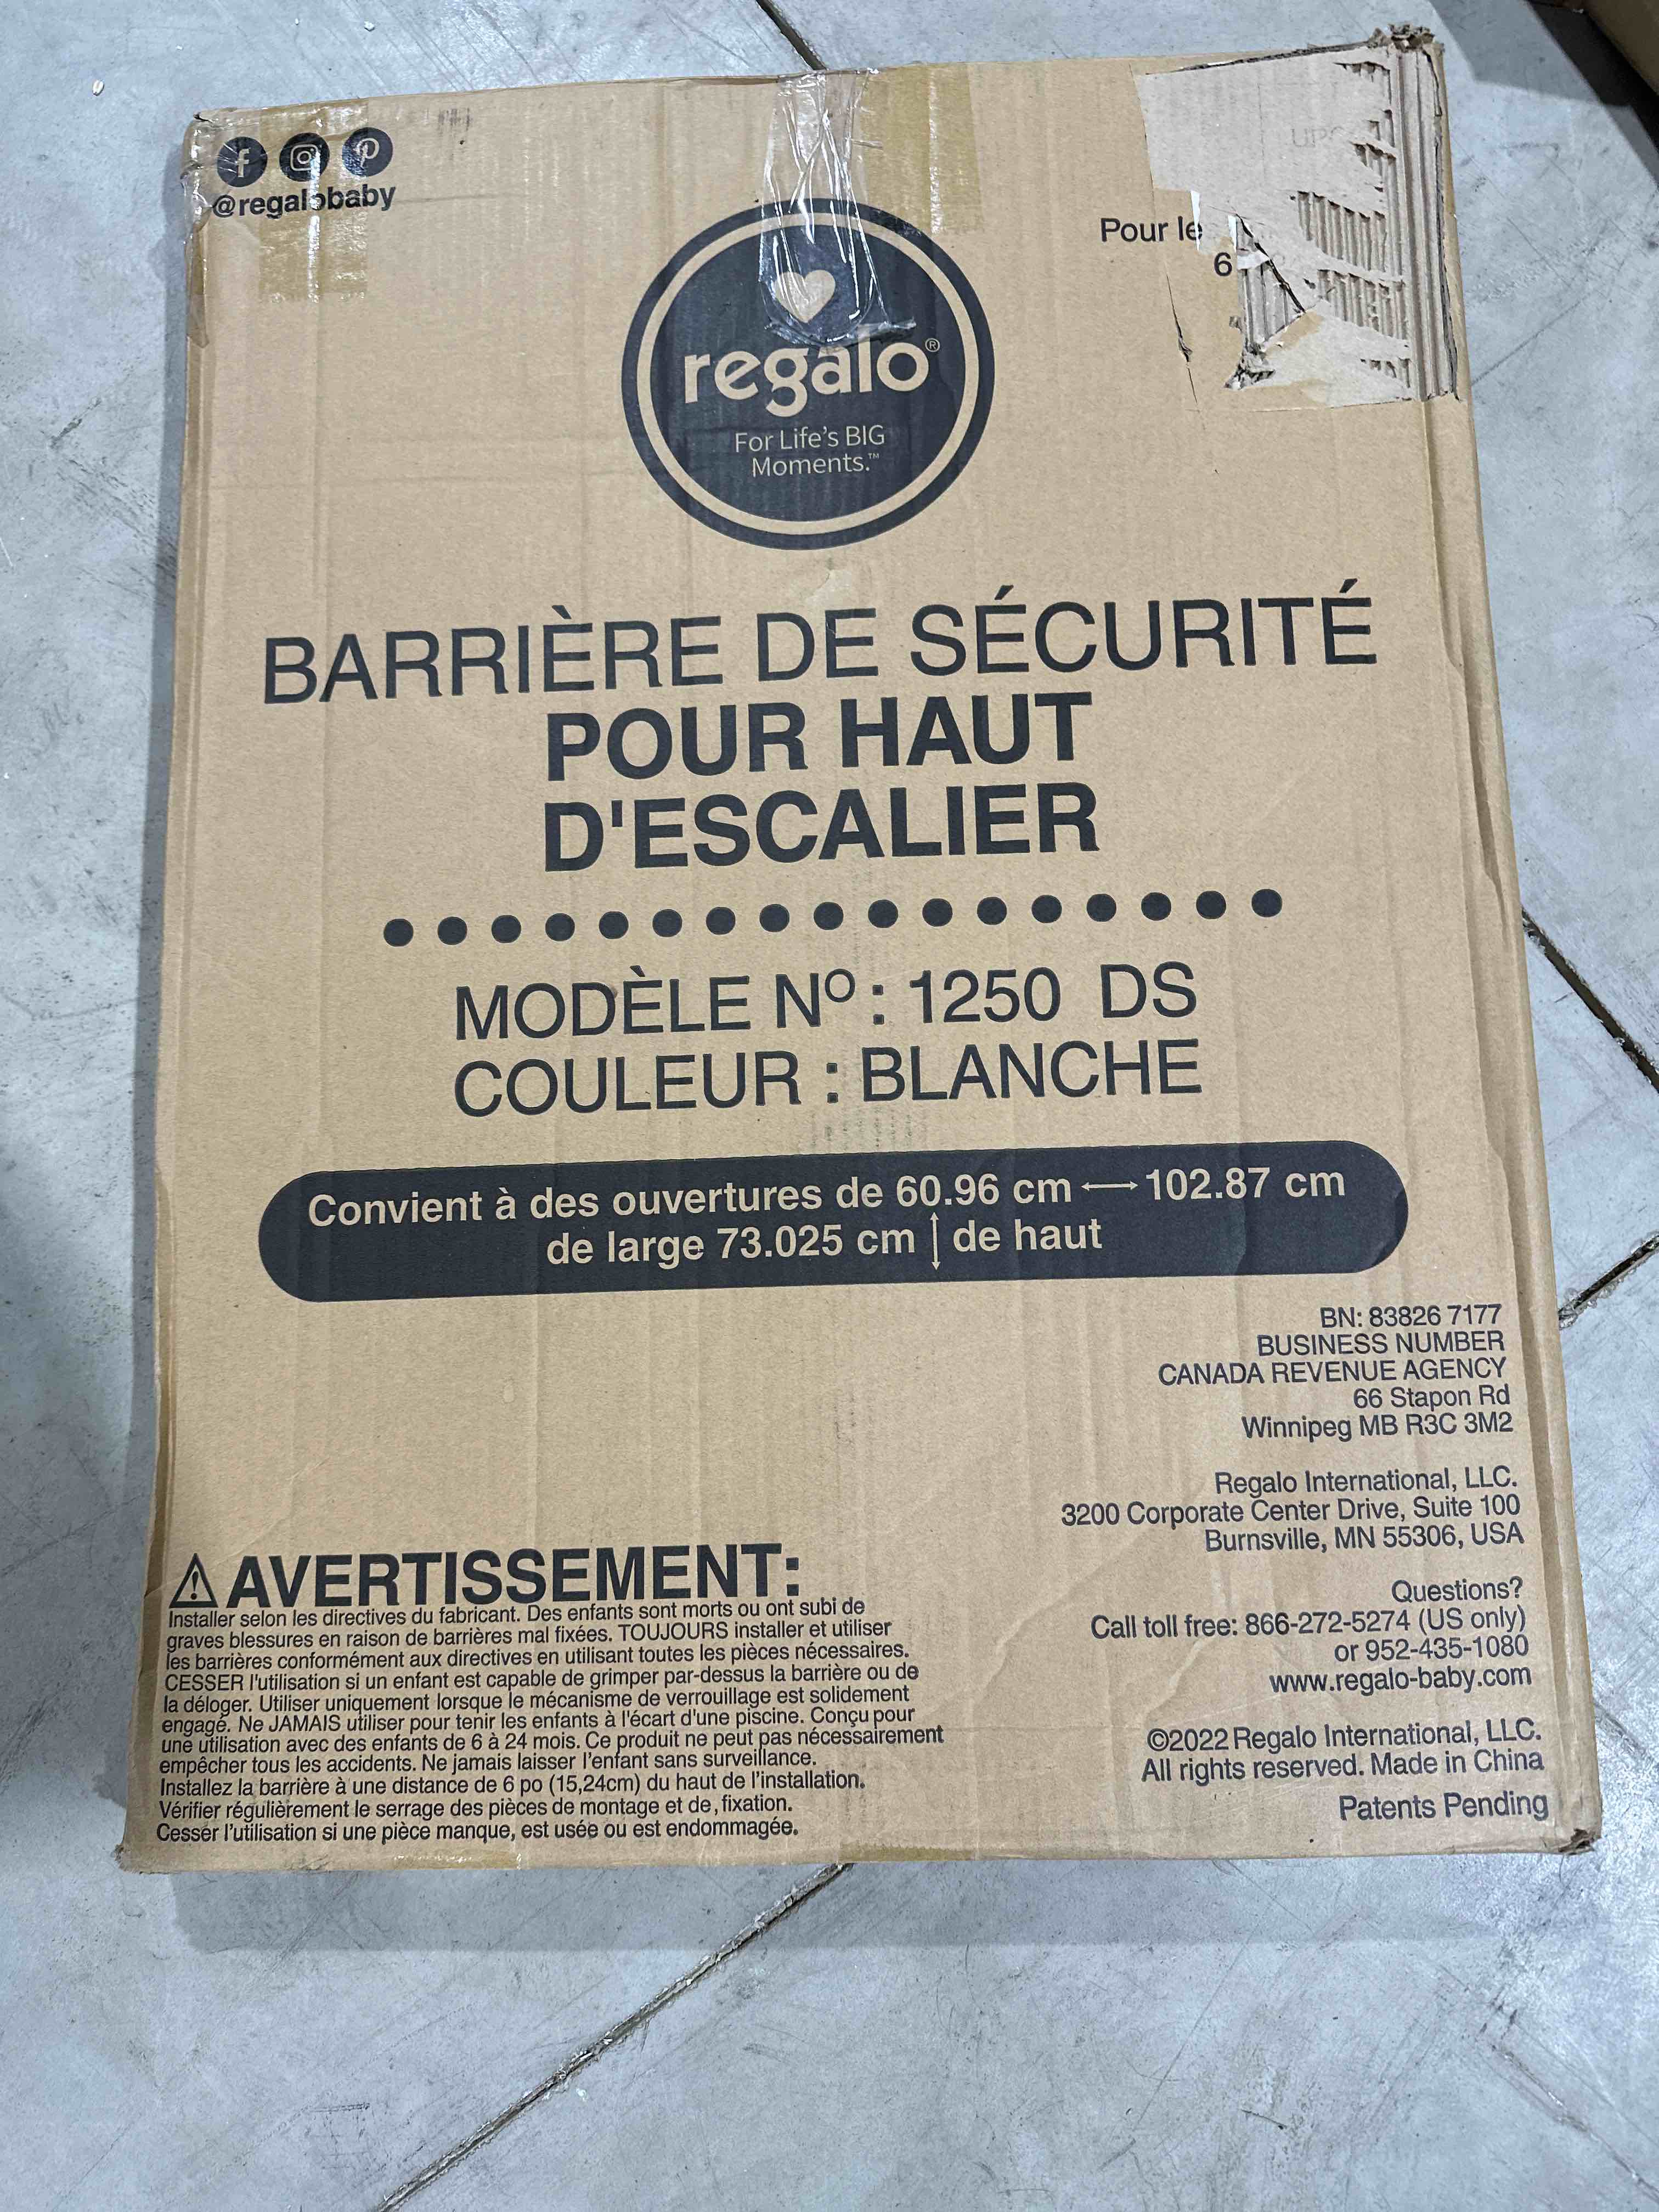 @regalobaby
Pour le
6
regalo®
For Life's BIG
Moments.™
BARRIÈRE DE SÉCURITÉ
POUR HAUT
D'ESCALIER
MODÈLE Nº : 1250 DS
COULEUR : BLANCHE
Convient à des ouvertures de 60.96 cm ⟷ 102.87 cm
de large 73.025 cm ↕ de haut
BN: 83826 7177
BUSINESS NUMBER
CANADA REVENUE AGENCY
66 Stapon Rd
Winnipeg MB R3C 3M2
Regalo International, LLC.
3200 Corporate Center Drive, Suite 100
Burnsville, MN 55306, USA
Questions?
Call toll free: 866-272-5274 (US only)
or 952-435-1080
www.regalo-baby.com
©2022 Regalo International, LLC.
All rights reserved. Made in China
Patents Pending
⚠ AVERTISSEMENT:
Installer selon les directives du fabricant. Des enfants sont morts ou ont subi de
graves blessures en raison de barrières mal fixées. TOUJOURS installer et utiliser
les barrières conformément aux directives en utilisant toutes les pièces nécessaires.
CESSER l'utilisation si un enfant est capable de grimper par-dessus la barrière ou de
la déloger. Utiliser uniquement lorsque le mécanisme de verrouillage est solidement
engagé. Ne JAMAIS utiliser pour tenir les enfants à l'écart d'une piscine. Conçu pour
une utilisation avec des enfants de 6 à 24 mois. Ce produit ne peut pas nécessairement
empêcher tous les accidents. Ne jamais laisser l'enfant sans surveillance.
Installez la barrière à une distance de 6 po (15,24cm) du haut de l'installation.
Vérifier régulièrement le serrage des pièces de montage et de, fixation.
Cesser l'utilisation si une pièce manque, est usée ou est endommagée.